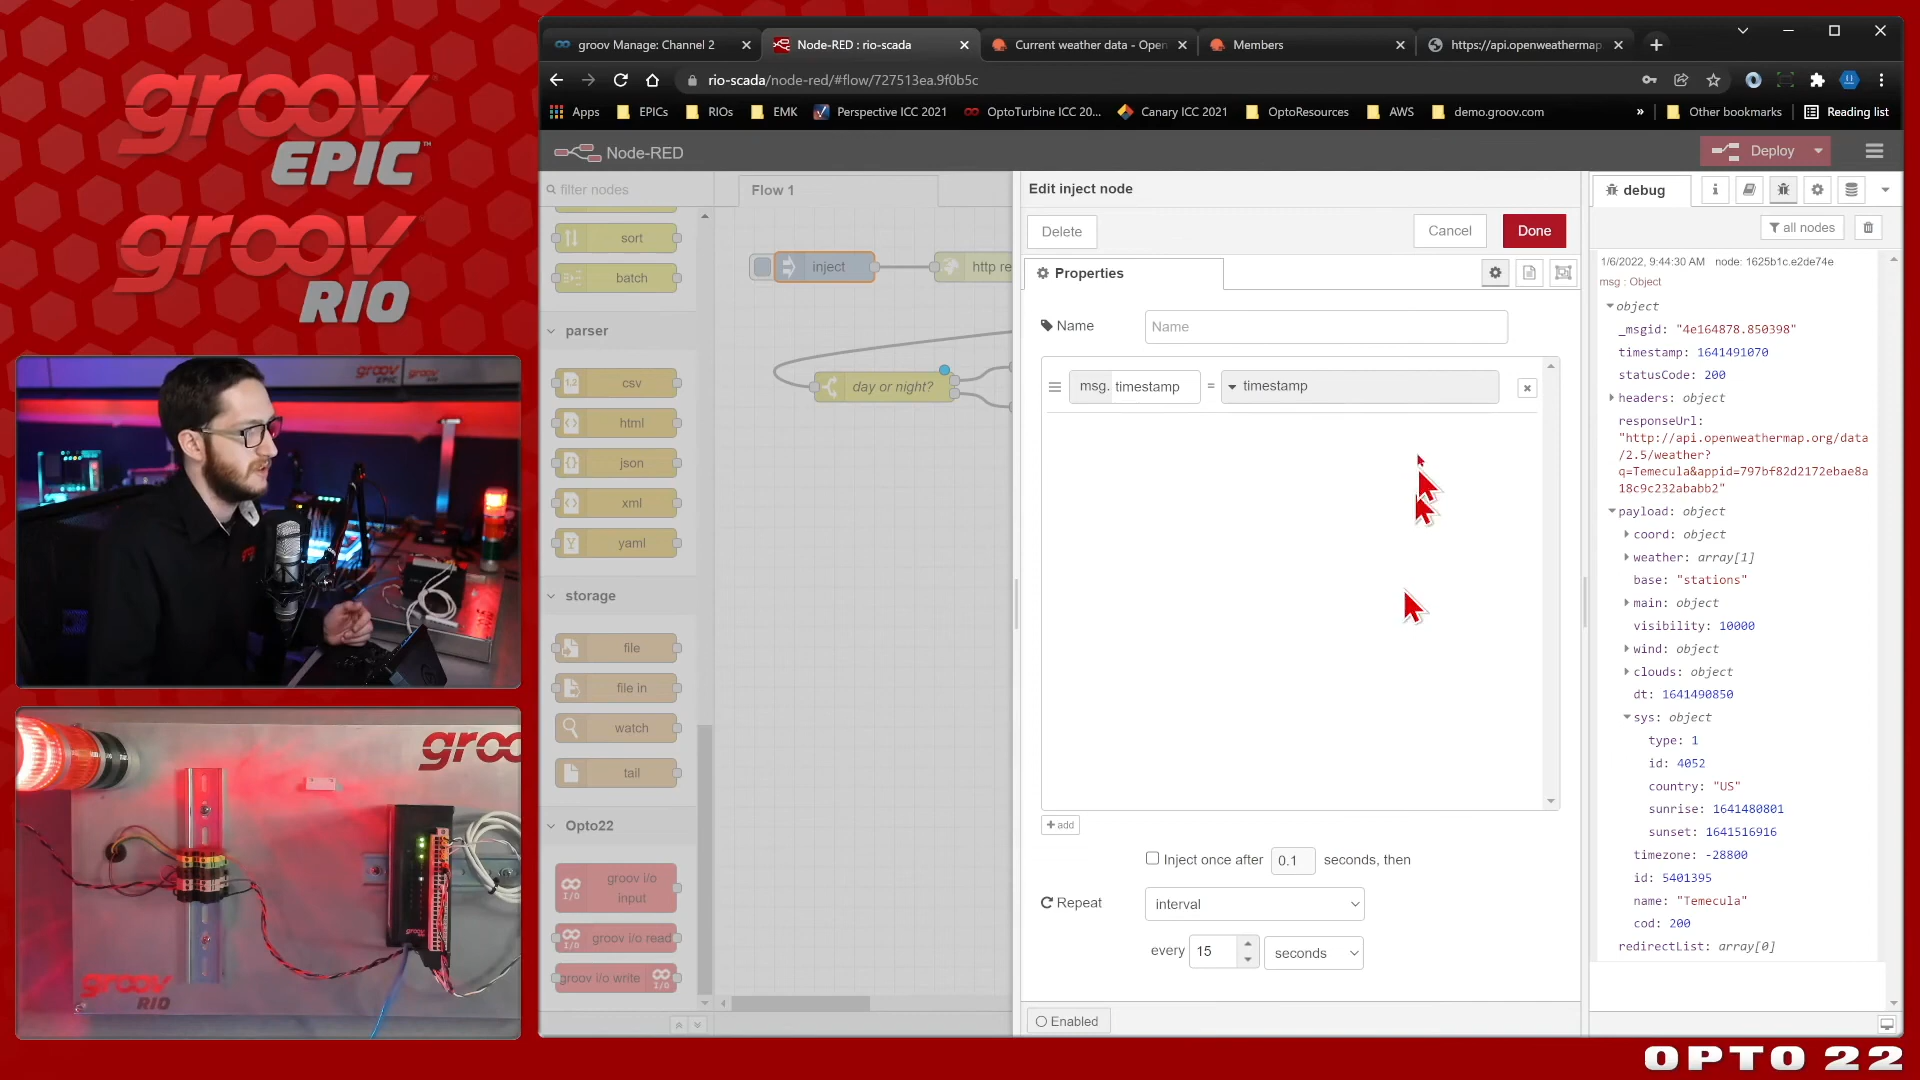 groov
EPIC™
groov
RIO
groov EPIC
groov RIO
groov
groov
RIO
groov Manage: Channel 2
Node-RED : rio-scada
Current weather data - Open
Members
https://api.openweathermap
rio-scada/node-red/#flow/727513ea.9f0b5c
Apps
EPICs
RIOs
EMK
Perspective ICC 2021
OptoTurbine ICC 20...
Canary ICC 2021
OptoResources
AWS
demo.groov.com
»
Other bookmarks
Reading list
Node-RED
Deploy
filter nodes
sort
batch
parser
csv
html
json
xml
yaml
storage
file
file in
watch
tail
Opto22
groov i/o
input
groov i/o read
groov i/o write
Flow 1
inject
http re
day or night?
Edit inject node
Delete
Cancel
Done
Properties
Name
Name
msg. timestamp
=
timestamp
add
Inject once after 0.1 seconds, then
Repeat
interval
every 15 seconds
Enabled
debug
all nodes
1/6/2022, 9:44:30 AM node: 1625b1c.e2de74e
msg : Object
object
_msgid: "4e164878.850398"
timestamp: 1641491070
statusCode: 200
headers: object
responseUrl:
"http://api.openweathermap.org/data
/2.5/weather?
q=Temecula&appid=797bf82d2172ebae8a
18c9c232ababb2"
payload: object
coord: object
weather: array[1]
base: "stations"
main: object
visibility: 10000
wind: object
clouds: object
dt: 1641490850
sys: object
type: 1
id: 4052
country: "US"
sunrise: 1641480801
sunset: 1641516916
timezone: -28800
id: 5401395
name: "Temecula"
cod: 200
redirectList: array[0]
OPTO 22